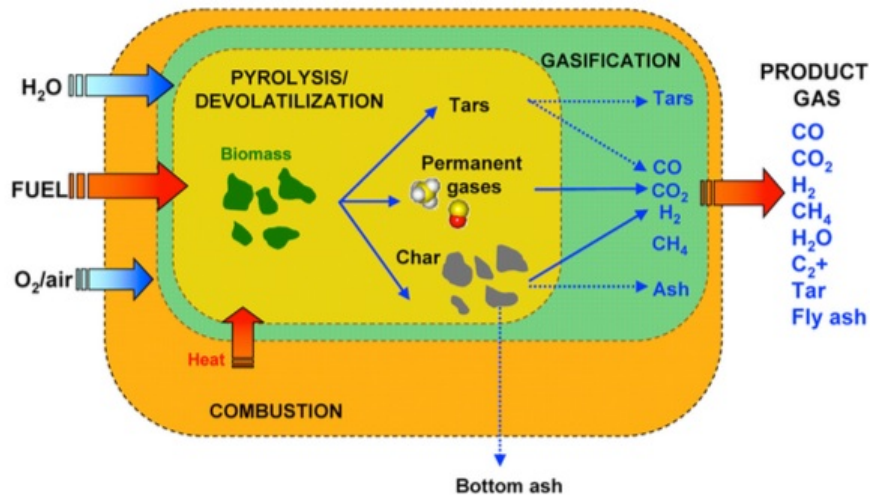 H₂O
FUEL
O₂/air
PYROLYSIS/
DEVOLATILIZATION
Biomass
Heat
COMBUSTION
Tars
Permanent
gases
Char
GASIFICATION
Tars
CO
CO₂
H₂
CH₄
Ash
Bottom ash
PRODUCT
GAS
CO
CO₂
H₂
CH₄
H₂O
C₂+
Tar
Fly ash